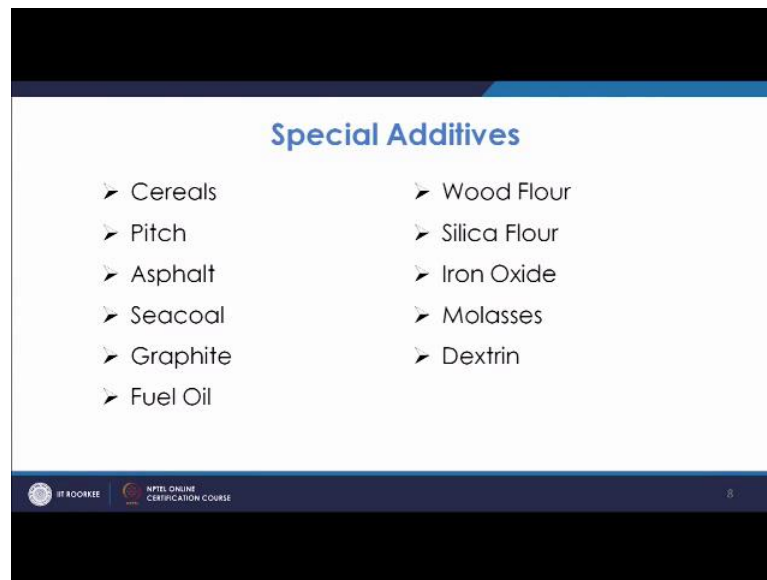 Special Additives
➢ Cereals
➢ Pitch
➢ Asphalt
➢ Seacoal
➢ Graphite
➢ Fuel Oil
➢ Wood Flour
➢ Silica Flour
➢ Iron Oxide
➢ Molasses
➢ Dextrin
IIT ROORKEE
NPTEL ONLINE
CERTIFICATION COURSE
8